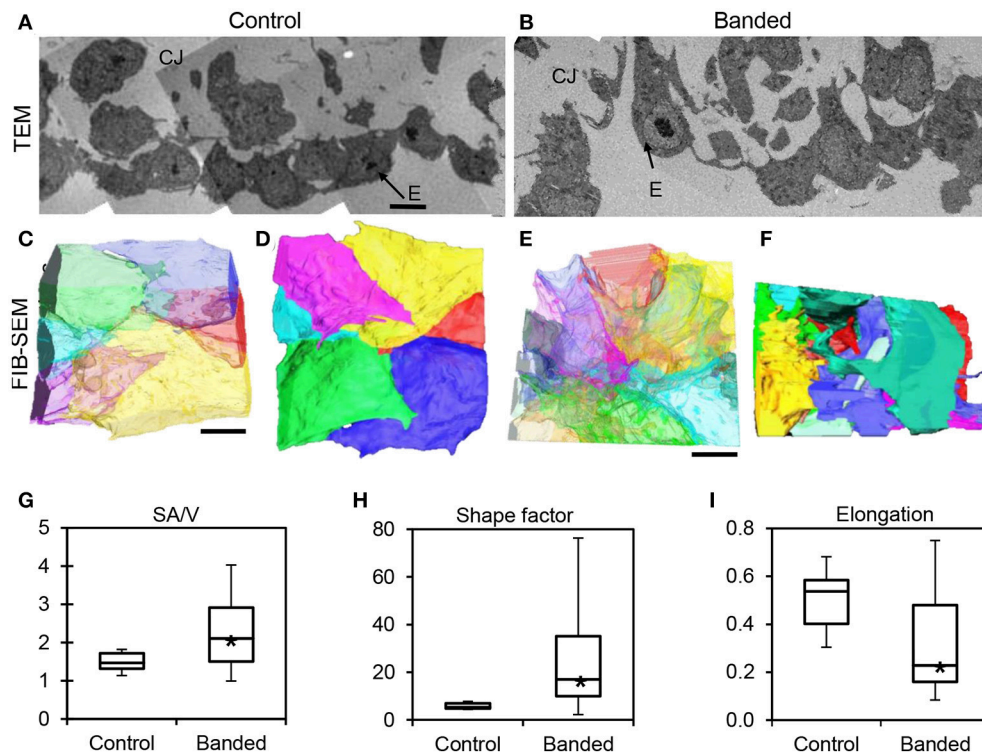 A Control B Banded
CJ CJ
TEM
E E
C D E F
FIB-SEM
G SA/V H Shape factor I Elongation
5 80 0.8
4 60 0.6
3 40 0.4
2 20 0.2
1 0 0.0
0
* * *
Control Banded Control Banded Control Banded